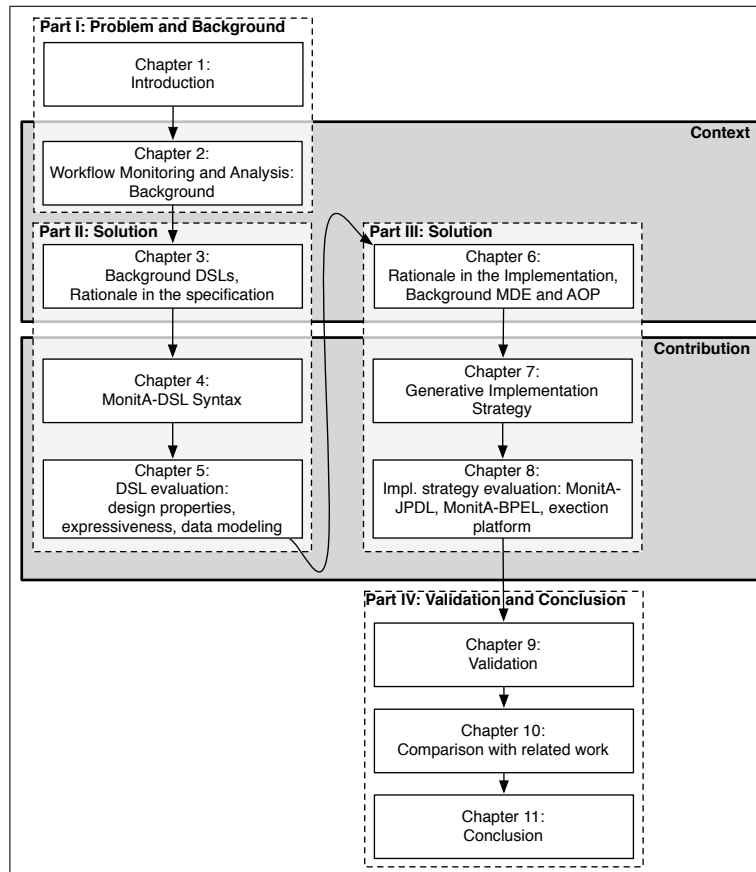 Part I: Problem and Background
Chapter 1:
Introduction
Context
Chapter 2:
Workflow Monitoring and Analysis:
Background
Part II: Solution
Chapter 3:
Background DSLs,
Rationale in the specification
Chapter 4:
MonitA-DSL Syntax
Chapter 5:
DSL evaluation:
design properties,
expressiveness, data modeling
Part III: Solution
Chapter 6:
Rationale in the Implementation,
Background MDE and AOP
Contribution
Chapter 7:
Generative Implementation
Strategy
Chapter 8:
Impl. strategy evaluation: MonitA-
JPDL, MonitA-BPEL, exection
platform
Part IV: Validation and Conclusion
Chapter 9:
Validation
Chapter 10:
Comparison with related work
Chapter 11:
Conclusion